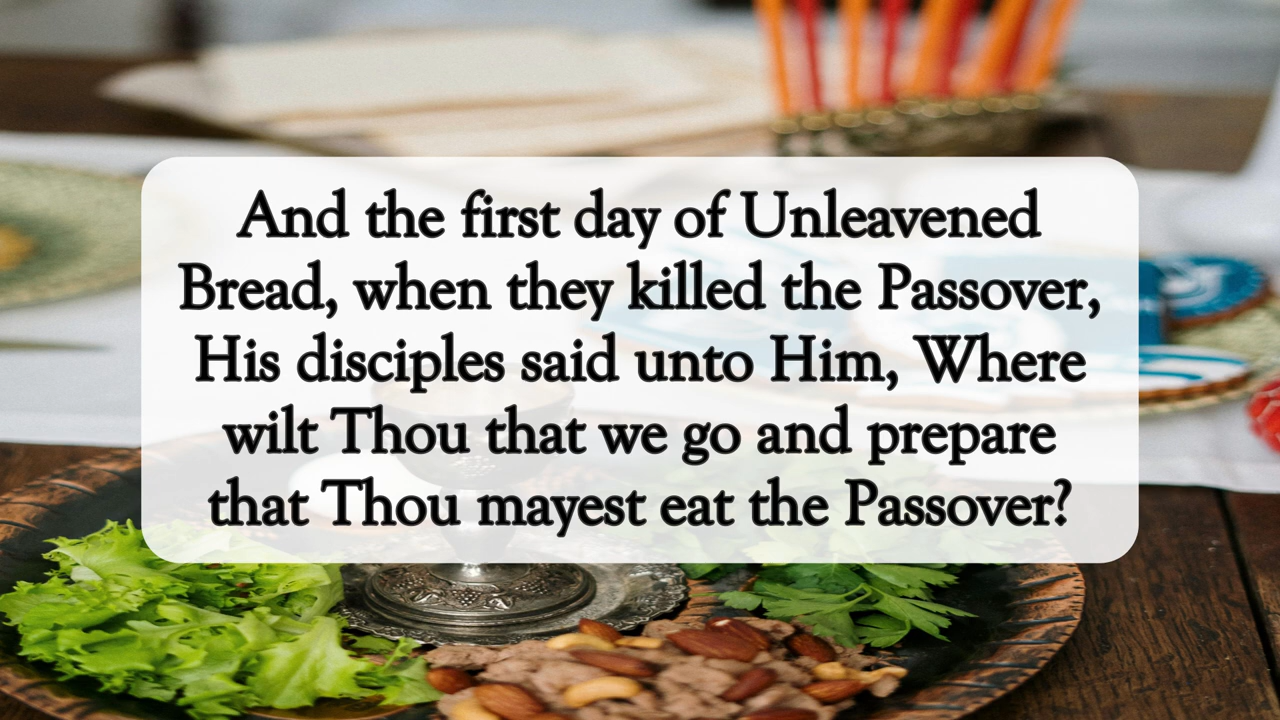 And the first day of Unleavened
Bread, when they killed the Passover,
His disciples said unto Him, Where
wilt Thou that we go and prepare
that Thou mayest eat the Passover?